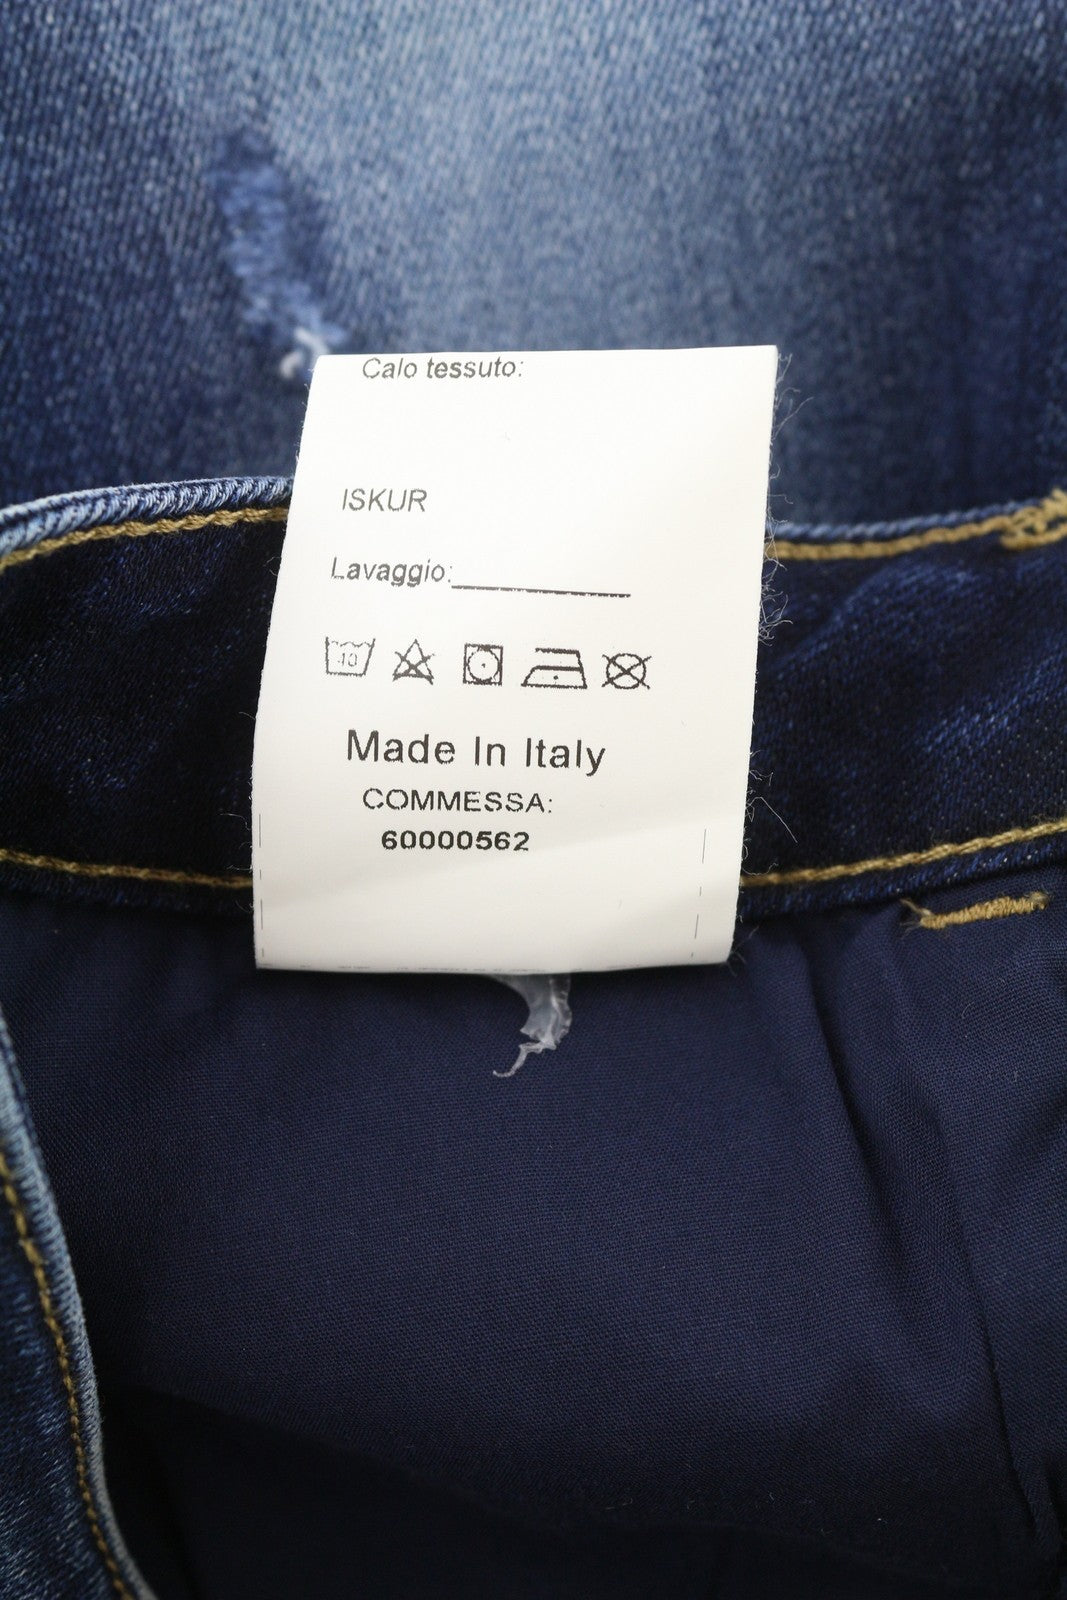 Calo tessuto:
ISKUR
Lavaggio:
Made In Italy
COMMESSA:
60000562